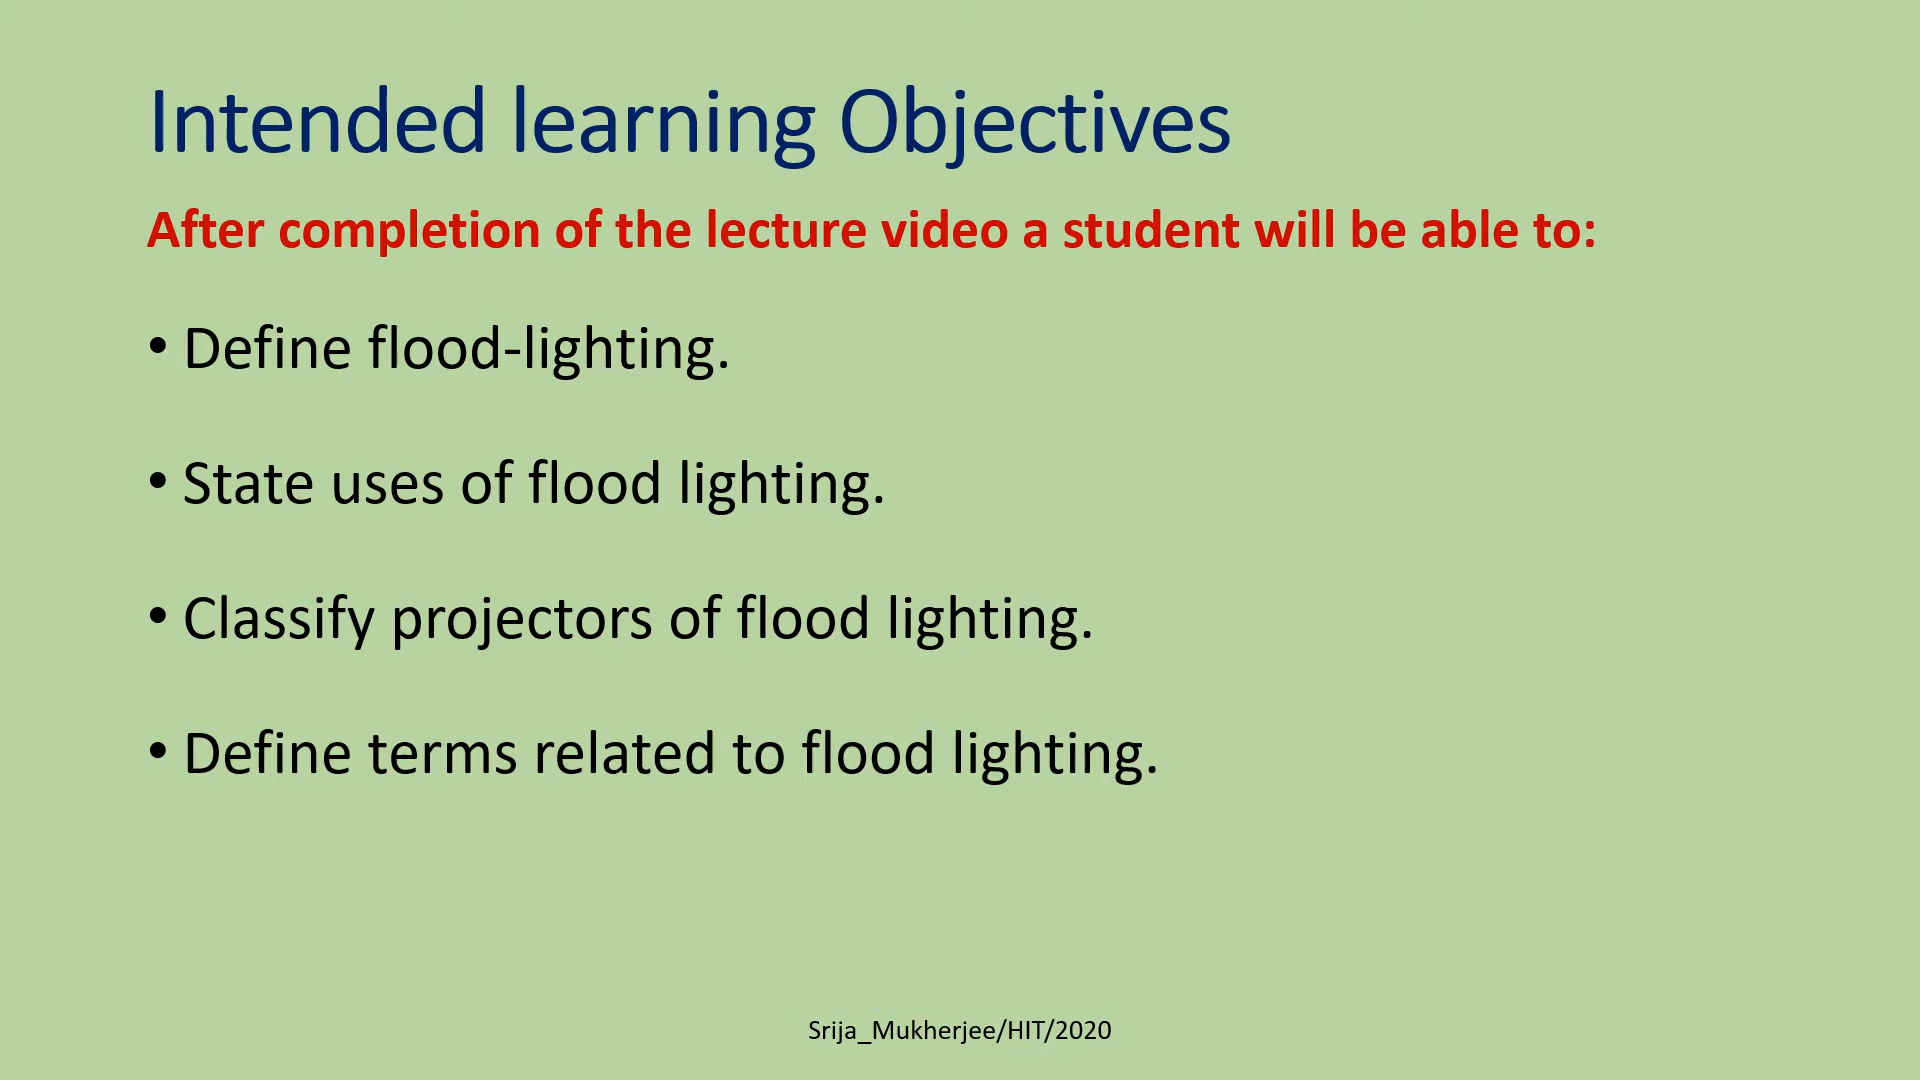 Intended learning Objectives
After completion of the lecture video a student will be able to:
• Define flood-lighting.
• State uses of flood lighting.
• Classify projectors of flood lighting.
• Define terms related to flood lighting.
Srija_Mukherjee/HIT/2020